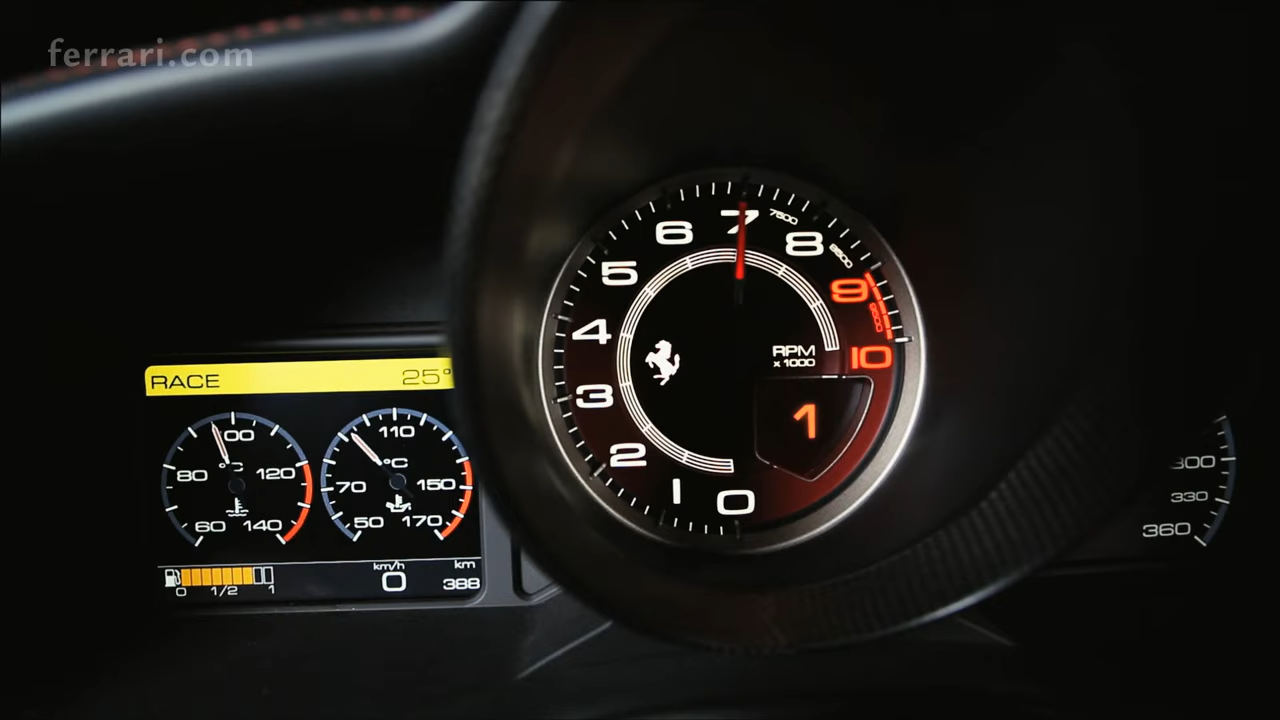 ferrari.com
RACE 25°
100
80 °C 120
60 140
110
°C
70 150
50 170
0 1/2 1
km/h
0
km
388
7
6 7500
8
8500
5
9
9500
4
10
3
2
1
0
RPM
x 1000
1
300
330
360